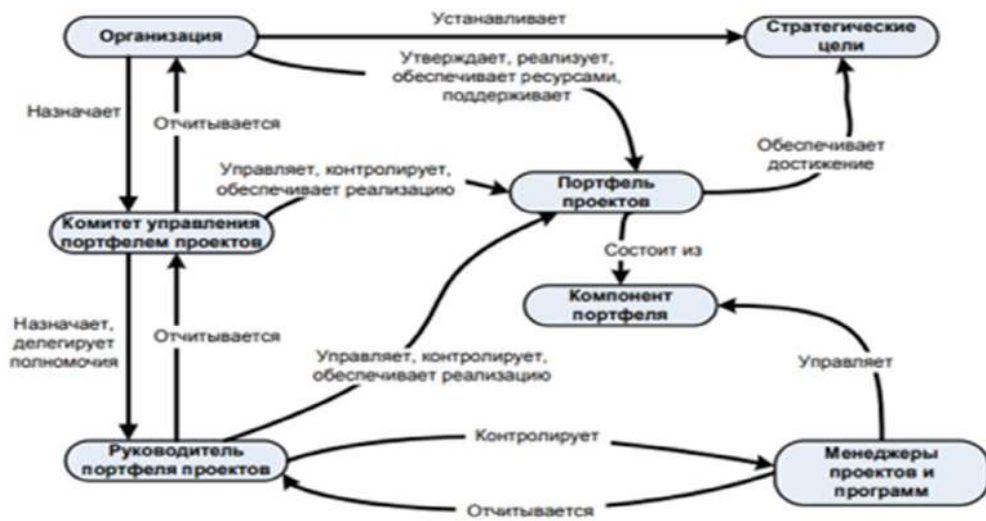 Устанавливает
Организация
Стратегические
цели
Утверждает, реализует,
обеспечивает ресурсами,
поддерживает
Назначает
Отчитывается
Обеспечивает
достижение
Управляет, контролирует,
обеспечивает реализацию
Портфель
проектов
Комитет управления
портфелем проектов
Состоит из
Компонент
портфеля
Назначает,
делегирует
полномочия
Отчитывается
Управляет, контролирует,
обеспечивает реализацию
Управляет
Контролирует
Руководитель
портфеля проектов
Менеджеры
проектов и
программ
Отчитывается